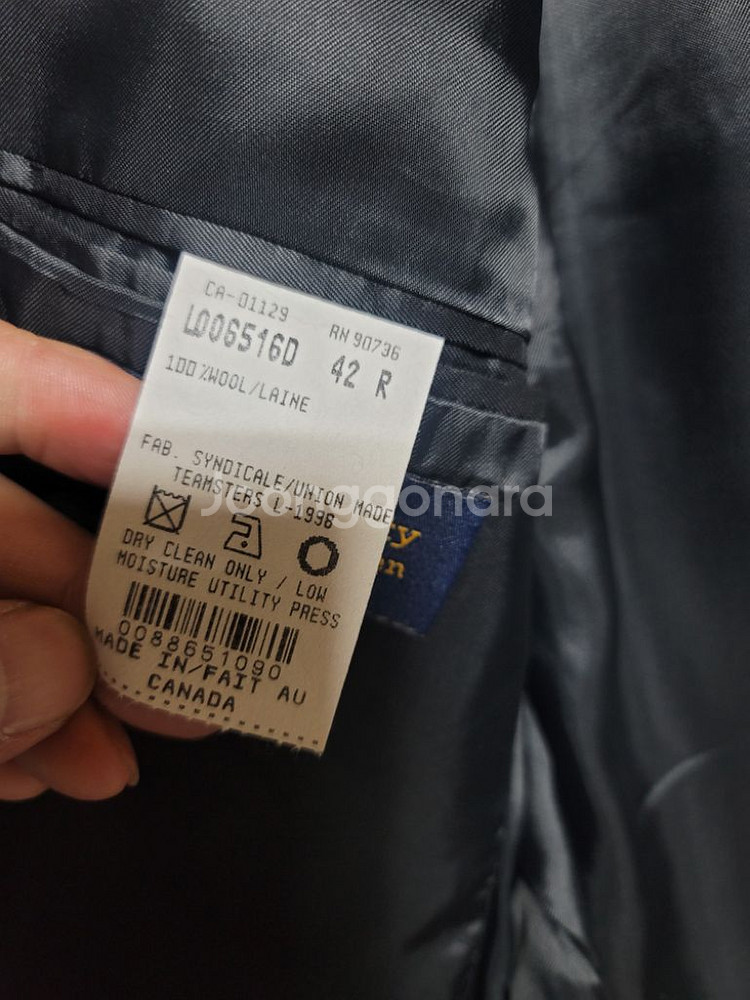 CA-01129
RN 90736
L006516D
42 R
100%WOOL/LAINE
FAB. SYNDICALE/UNION MADE
TEAMSTERS L-1996
Joonggonara
DRY CLEAN ONLY / LOW
MOISTURE UTILITY PRESS
0088651090
MADE IN/FAIT AU
CANADA